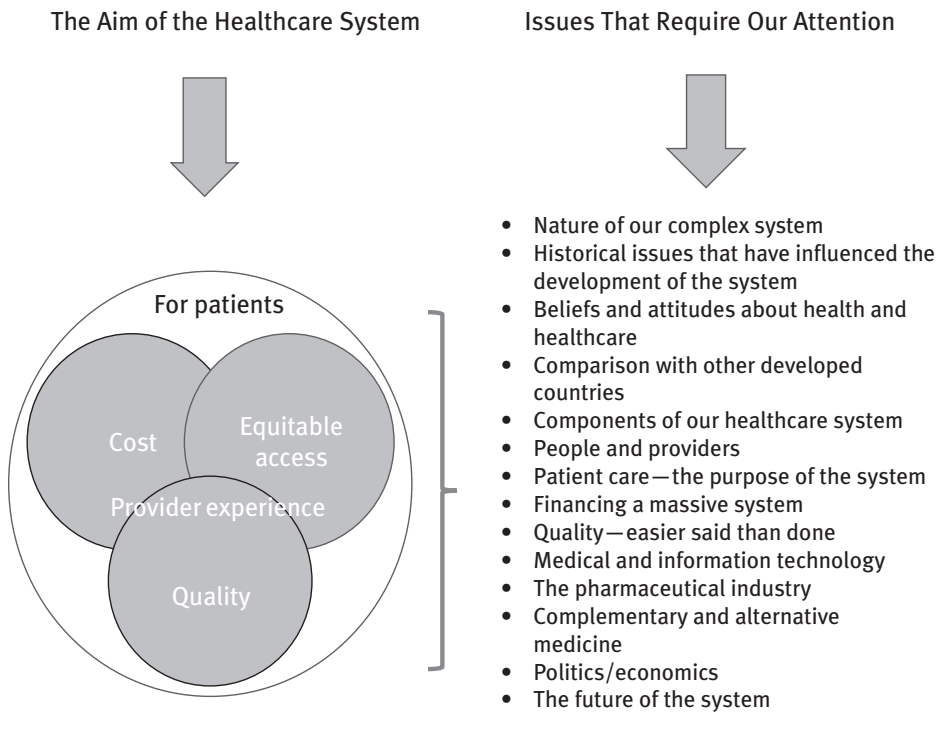 The Aim of the Healthcare System
Issues That Require Our Attention
For patients
Cost
Equitable
access
Provider experience
Quality
• Nature of our complex system
• Historical issues that have influenced the
development of the system
• Beliefs and attitudes about health and
healthcare
• Comparison with other developed
countries
• Components of our healthcare system
• People and providers
• Patient care—the purpose of the system
• Financing a massive system
• Quality—easier said than done
• Medical and information technology
• The pharmaceutical industry
• Complementary and alternative
medicine
• Politics/economics
• The future of the system